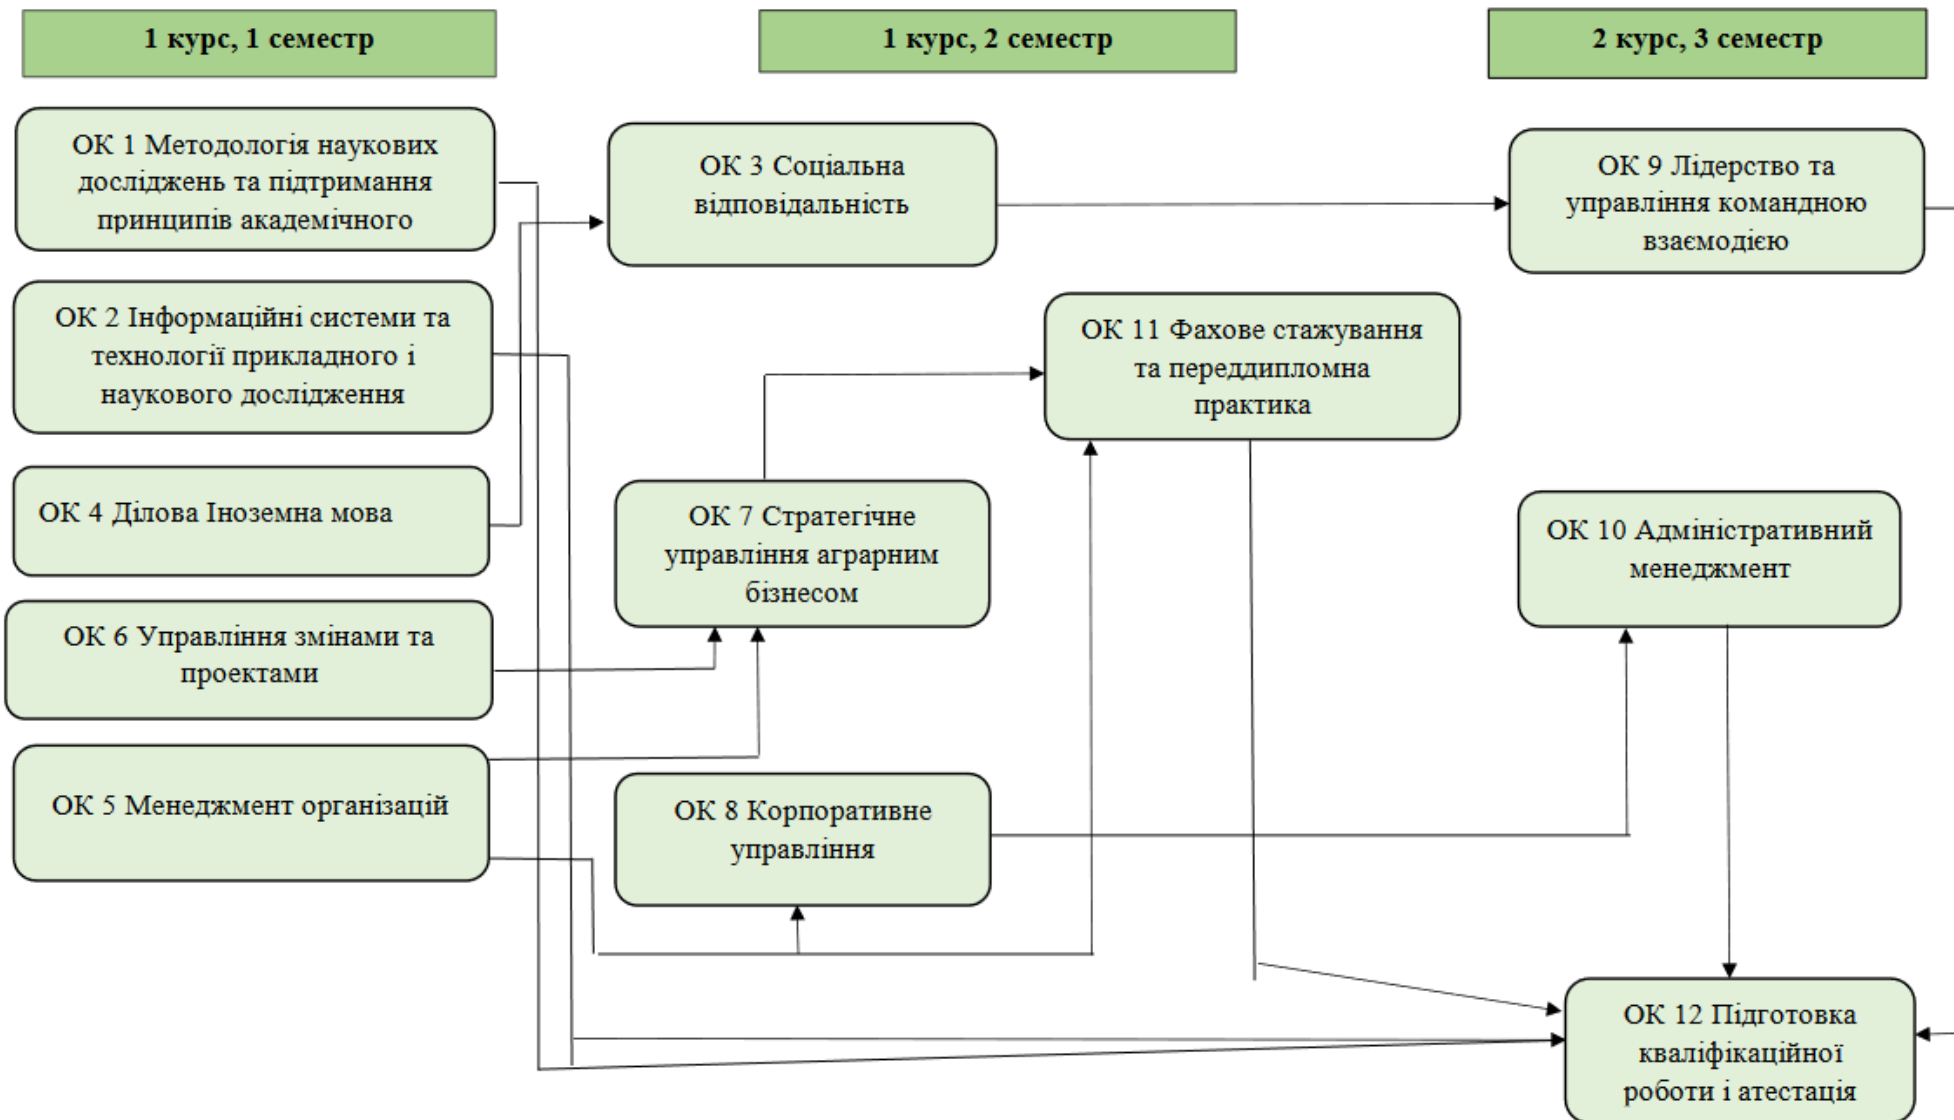 1 курс, 1 семестр
1 курс, 2 семестр
2 курс, 3 семестр
ОК 1 Методологія наукових
досліджень та підтримання
принципів академічного
ОК 2 Інформаційні системи та
технології прикладного і
наукового дослідження
ОК 4 Ділова Іноземна мова
ОК 6 Управління змінами та
проектами
ОК 5 Менеджмент організацій
ОК 3 Соціальна
відповідальність
ОК 11 Фахове стажування
та переддипломна
практика
ОК 7 Стратегічне
управління аграрним
бізнесом
ОК 8 Корпоративне
управління
ОК 9 Лідерство та
управління командною
взаємодією
ОК 10 Адміністративний
менеджмент
ОК 12 Підготовка
кваліфікаційної
роботи і атестація